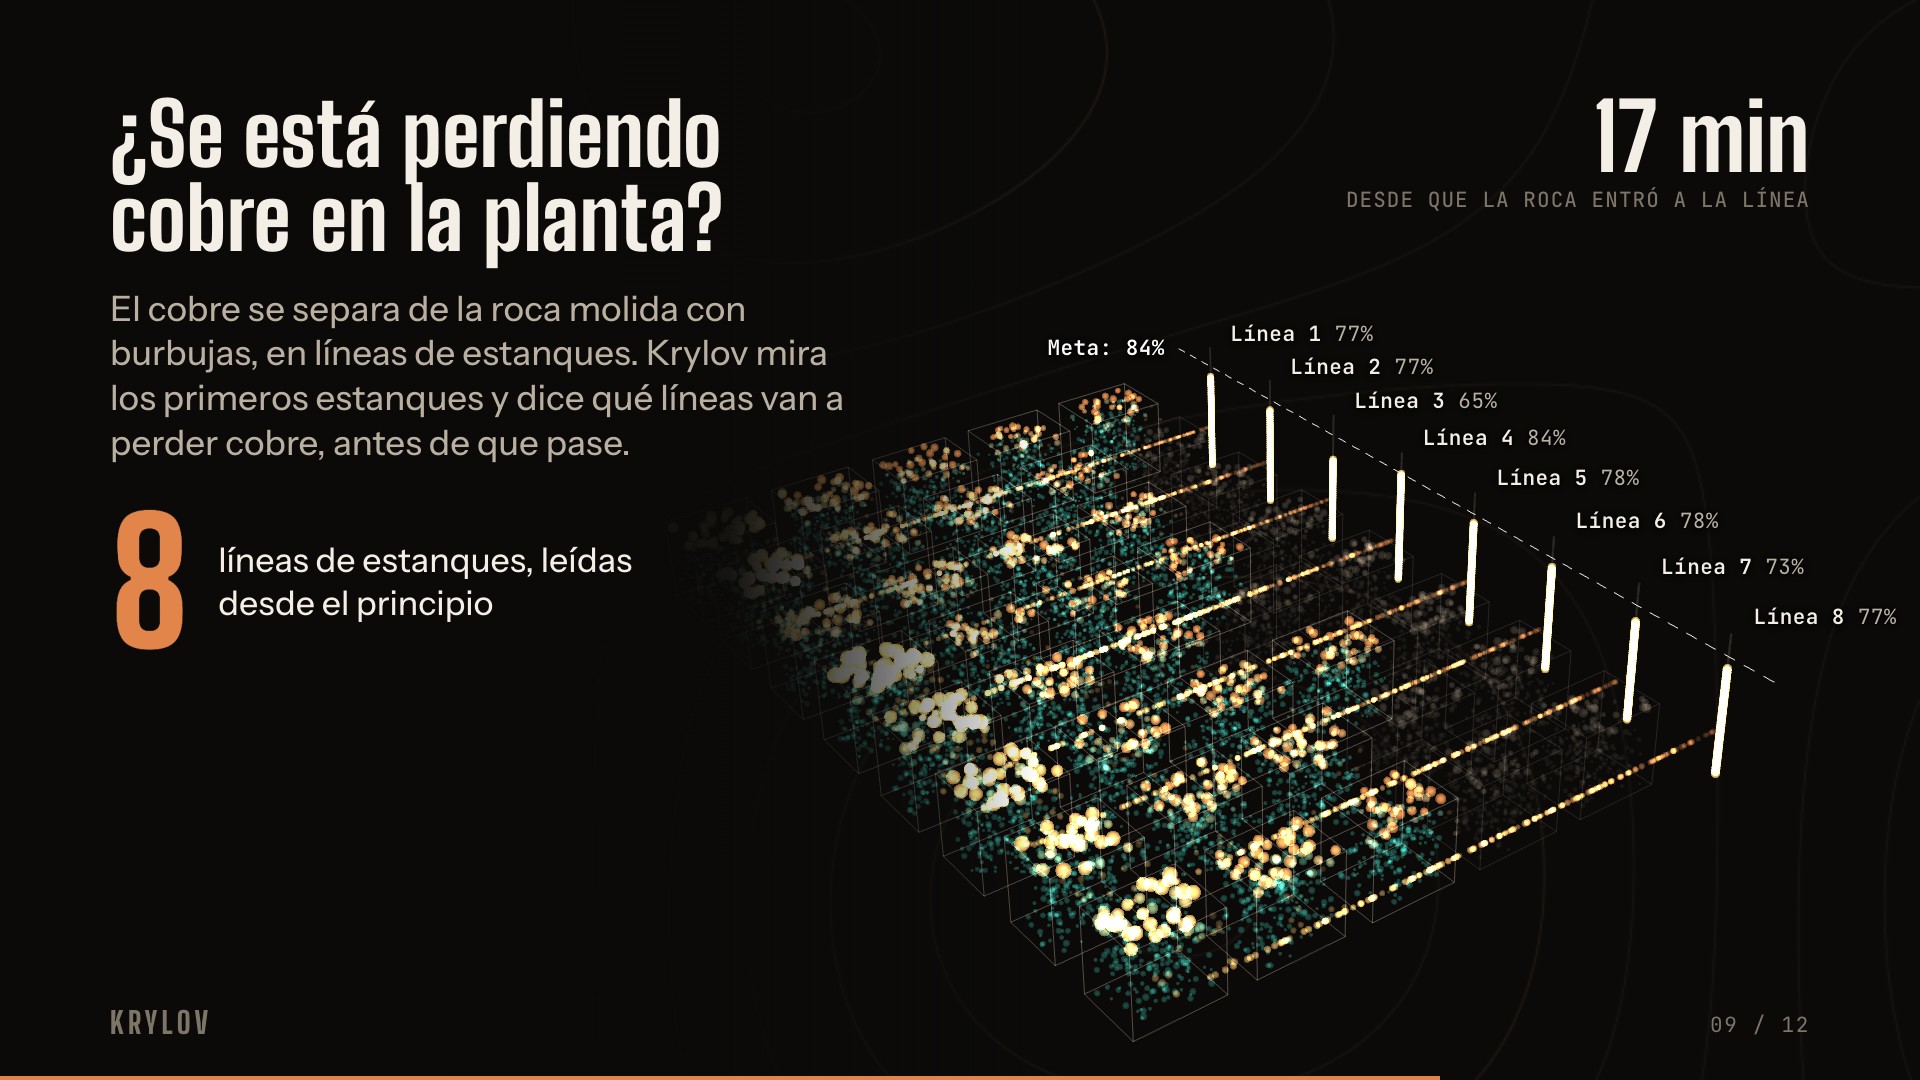 ¿Se está perdiendo
cobre en la planta?
17 min
DESDE QUE LA ROCA ENTRÓ A LA LÍNEA
El cobre se separa de la roca molida con
burbujas, en líneas de estanques. Krylov mira
los primeros estanques y dice qué líneas van a
perder cobre, antes de que pase.
8
líneas de estanques, leídas
desde el principio
Meta: 84%
Línea 1 77%
Línea 2 77%
Línea 3 65%
Línea 4 84%
Línea 5 78%
Línea 6 78%
Línea 7 73%
Línea 8 77%
KRYLOV
09 / 12